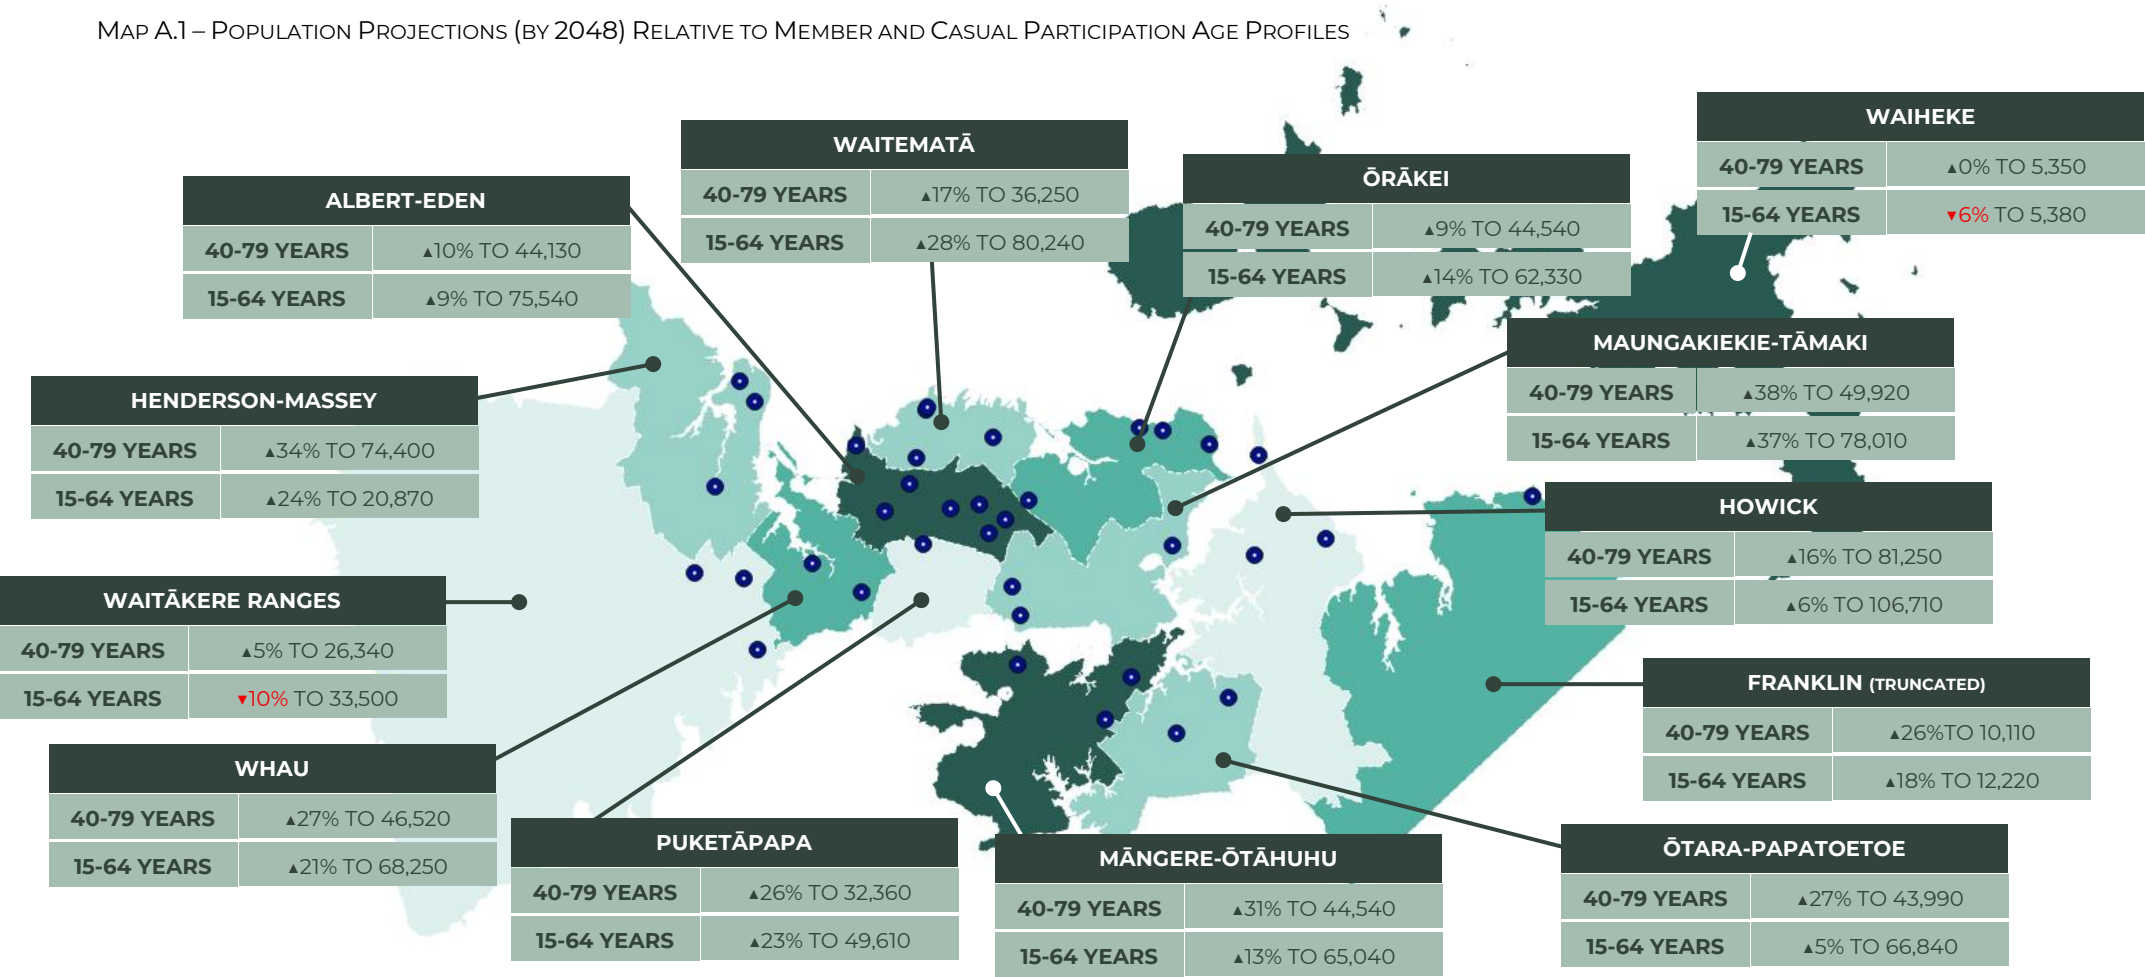 MAP A.1 – POPULATION PROJECTIONS (BY 2048) RELATIVE TO MEMBER AND CASUAL PARTICIPATION AGE PROFILES
WAIHEKE
40-79 YEARS ▲0% TO 5,350
15-64 YEARS ▼6% TO 5,380
WAITEMATĀ
40-79 YEARS ▲17% TO 36,250
15-64 YEARS ▲28% TO 80,240
ŌRĀKEI
40-79 YEARS ▲9% TO 44,540
15-64 YEARS ▲14% TO 62,330
ALBERT-EDEN
40-79 YEARS ▲10% TO 44,130
15-64 YEARS ▲9% TO 75,540
MAUNGAKIEKIE-TĀMAKI
40-79 YEARS ▲38% TO 49,920
15-64 YEARS ▲37% TO 78,010
HENDERSON-MASSEY
40-79 YEARS ▲34% TO 74,400
15-64 YEARS ▲24% TO 20,870
HOWICK
40-79 YEARS ▲16% TO 81,250
15-64 YEARS ▲6% TO 106,710
WAITĀKERE RANGES
40-79 YEARS ▲5% TO 26,340
15-64 YEARS ▼10% TO 33,500
FRANKLIN (TRUNCATED)
40-79 YEARS ▲26%TO 10,110
15-64 YEARS ▲18% TO 12,220
WHAU
40-79 YEARS ▲27% TO 46,520
15-64 YEARS ▲21% TO 68,250
PUKETĀPAPA
40-79 YEARS ▲26% TO 32,360
15-64 YEARS ▲23% TO 49,610
MĀNGERE-ŌTĀHUHU
40-79 YEARS ▲31% TO 44,540
15-64 YEARS ▲13% TO 65,040
ŌTARA-PAPATOETOE
40-79 YEARS ▲27% TO 43,990
15-64 YEARS ▲5% TO 66,840